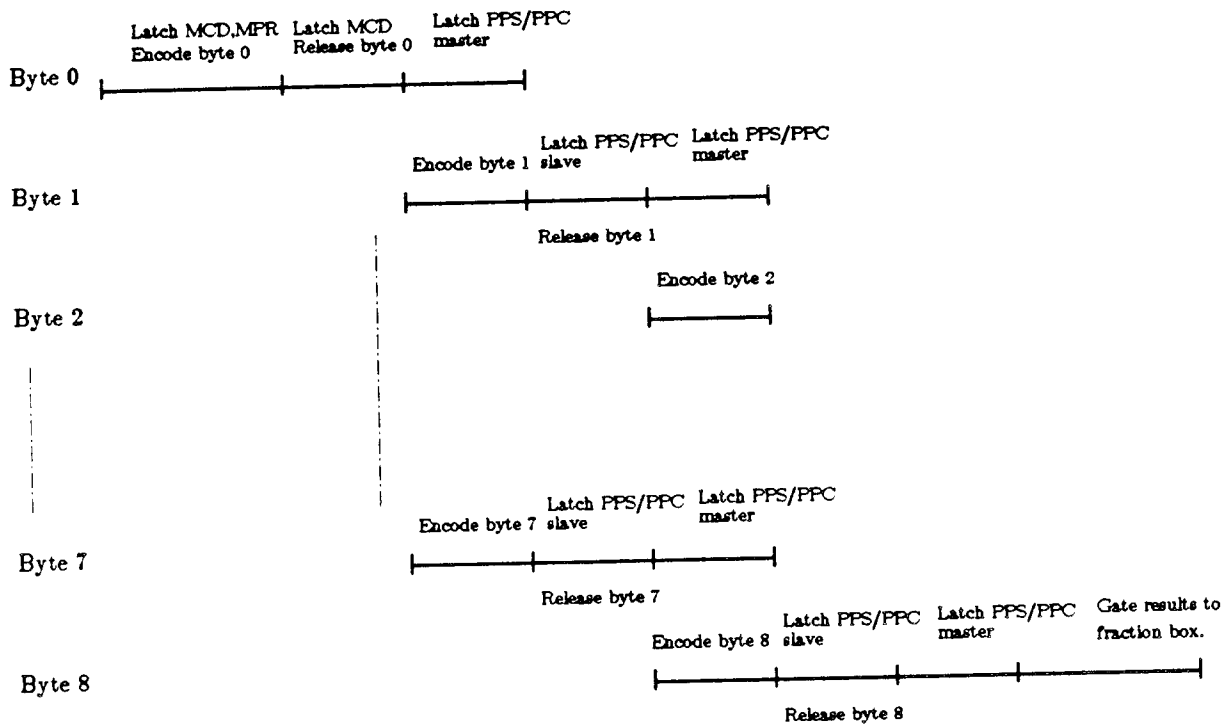 Latch MCD,MPR
Encode byte 0
Latch MCD
Release byte 0
Latch PPS/PPC
master
Byte 0
Encode byte 1
Latch PPS/PPC
slave
Latch PPS/PPC
master
Byte 1
Release byte 1
Encode byte 2
Byte 2
Encode byte 7
Latch PPS/PPC
slave
Latch PPS/PPC
master
Byte 7
Release byte 7
Encode byte 8
Latch PPS/PPC
slave
Latch PPS/PPC
master
Gate results to
fraction box.
Byte 8
Release byte 8